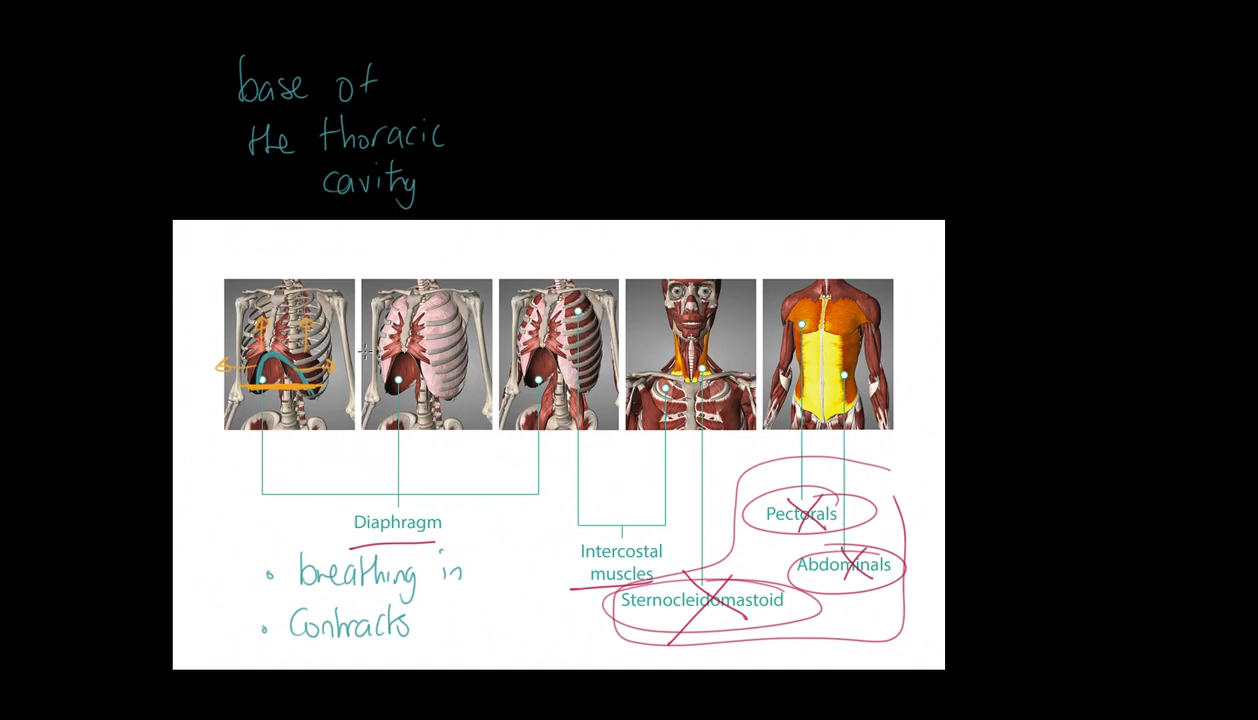 base of
the thoracic
cavity
Diaphragm
• breathing in
• Contracts
Intercostal
muscles
Sternocleidomastoid
Pectorals
Abdominals